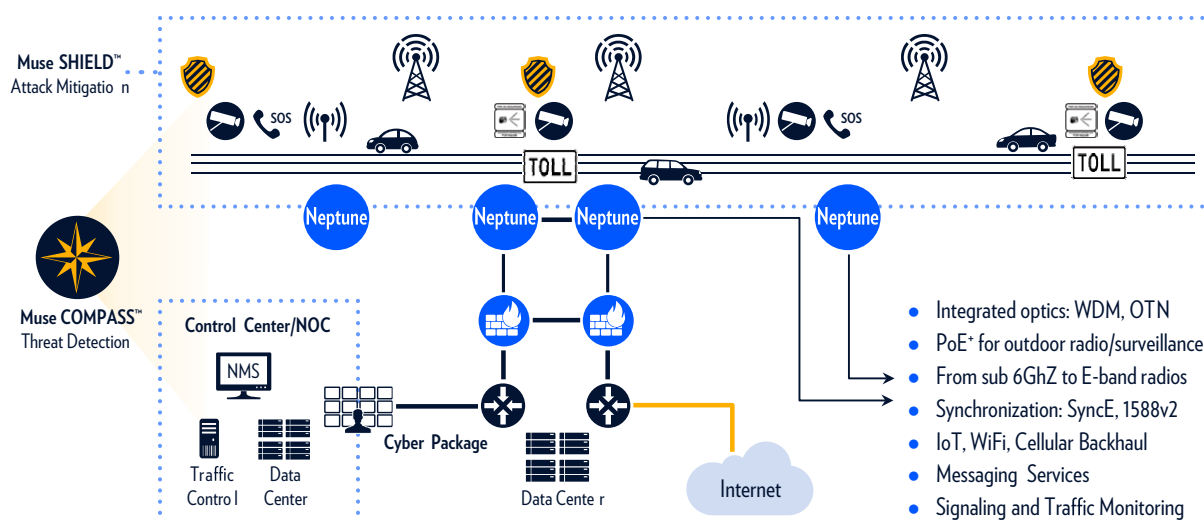 Muse SHIELD™
Attack Mitigatio n
SOS
SOS
TOLL
TOLL
Neptune
Neptune
Neptune
Neptune
Muse COMPASS™
Threat Detection
Control Center/NOC
NMS
Traffic
Contro l
Data
Center
Cyber Package
Data Cente r
Internet
Integrated optics: WDM, OTN
PoE⁺ for outdoor radio/surveillance
From sub 6GhZ to E-band radios
Synchronization: SyncE, 1588v2
IoT, WiFi, Cellular Backhaul
Messaging Services
Signaling and Traffic Monitoring